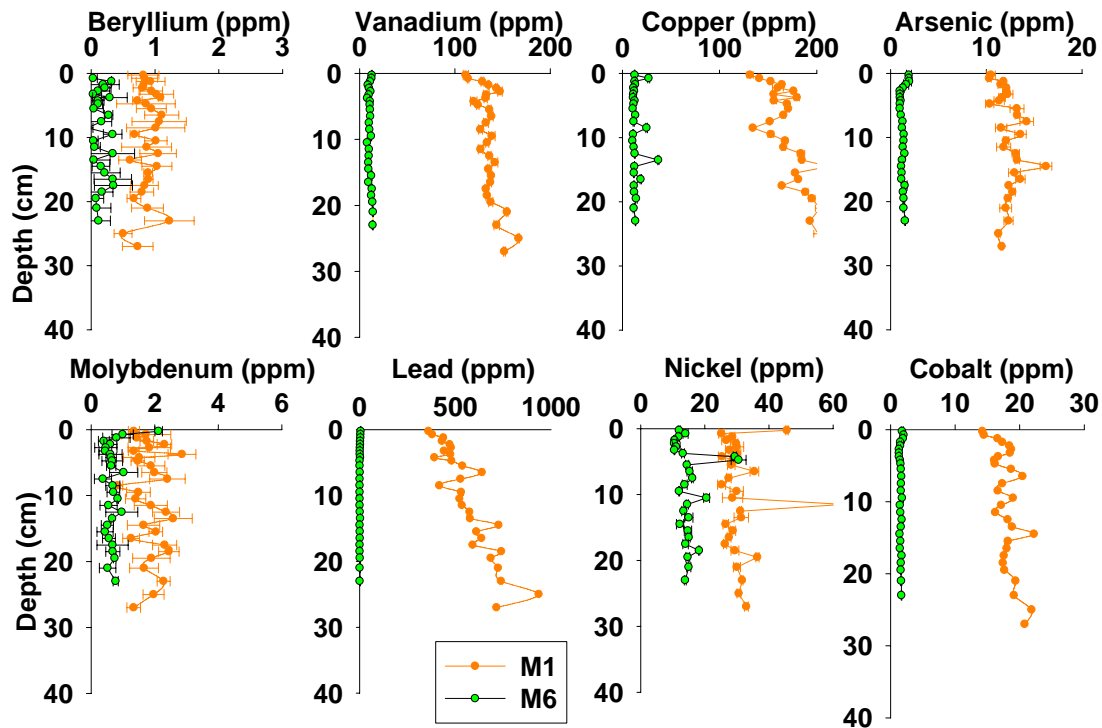 Beryllium (ppm) Vanadium (ppm) Copper (ppm) Arsenic (ppm)
0 1 2 3 0 100 200 0 100 200 0 10 20
0 0 0 0
10 10 10 10
20 20 20 20
30 30 30 30
40 40 40 40
Depth (cm)
Molybdenum (ppm) Lead (ppm) Nickel (ppm) Cobalt (ppm)
0 2 4 6 0 500 1000 0 20 40 60 0 10 20 30
0 0 0 0
10 10 10 10
20 20 20 20
30 30 30 30
40 40 40 40
Depth (cm)
M1
M6